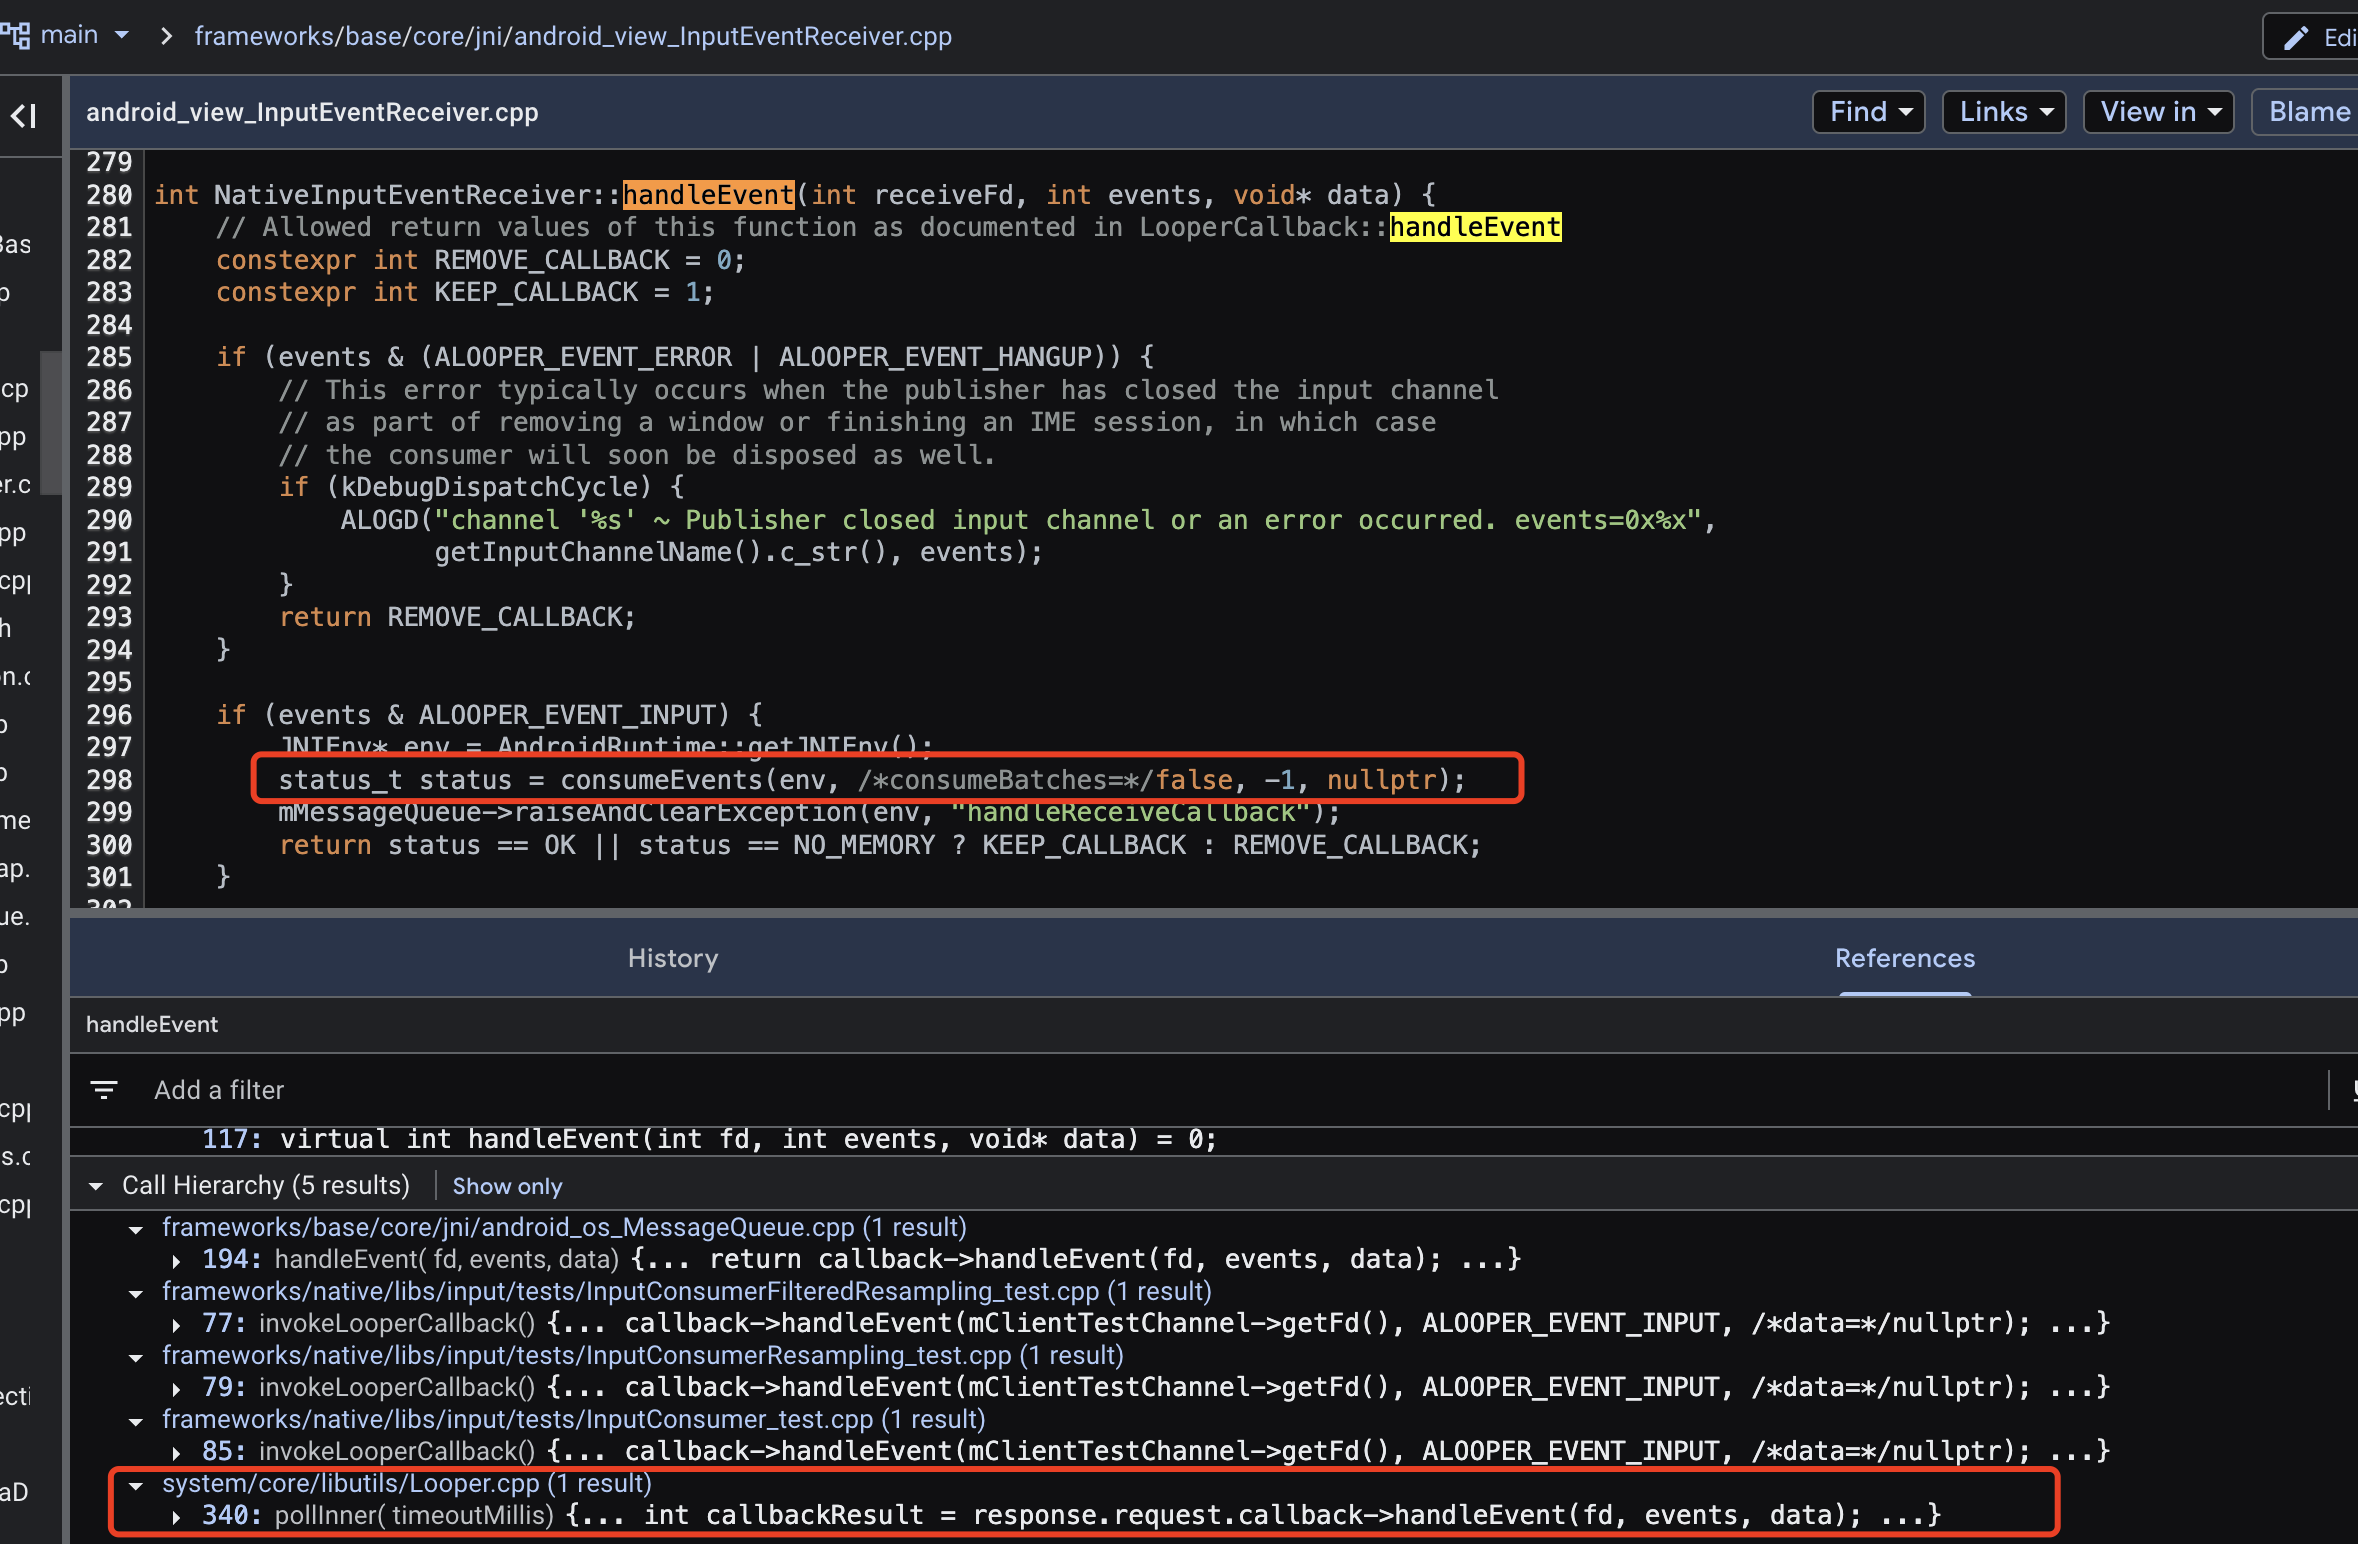 main
frameworks/base/core/jni/android_view_InputEventReceiver.cpp
android_view_InputEventReceiver.cpp Find Links View in Blame
279
280 int NativeInputEventReceiver::handleEvent(int receiveFd, int events, void* data) {
281 // Allowed return values of this function as documented in LooperCallback::handleEvent
282 constexpr int REMOVE_CALLBACK = 0;
283 constexpr int KEEP_CALLBACK = 1;
284
285 if (events & (ALOOPER_EVENT_ERROR | ALOOPER_EVENT_HANGUP)) {
286 // This error typically occurs when the publisher has closed the input channel
287 // as part of removing a window or finishing an IME session, in which case
288 // the consumer will soon be disposed as well.
289 if (kDebugDispatchCycle) {
290 ALOGD("channel '%s' ~ Publisher closed input channel or an error occurred. events=0x%x",
291 getInputChannelName().c_str(), events);
292 }
293 return REMOVE_CALLBACK;
294 }
295
296 if (events & ALOOPER_EVENT_INPUT) {
297 JNIEnv* env = AndroidRuntime::getJNIEnv();
298 status_t status = consumeEvents(env, /*consumeBatches=*/false, -1, nullptr);
299 mMessageQueue->raiseAndClearException(env, "handleReceiveCallback");
300 return status == OK || status == NO_MEMORY ? KEEP_CALLBACK : REMOVE_CALLBACK;
301 }
302
History References
handleEvent
Add a filter
117: virtual int handleEvent(int fd, int events, void* data) = 0;
Call Hierarchy (5 results) Show only
frameworks/base/core/jni/android_os_MessageQueue.cpp (1 result)
194: handleEvent( fd, events, data) {... return callback->handleEvent(fd, events, data); ...}
frameworks/native/libs/input/tests/InputConsumerFilteredResampling_test.cpp (1 result)
77: invokeLooperCallback() {... callback->handleEvent(mClientTestChannel->getFd(), ALOOPER_EVENT_INPUT, /*data=*/nullptr); ...}
frameworks/native/libs/input/tests/InputConsumerResampling_test.cpp (1 result)
79: invokeLooperCallback() {... callback->handleEvent(mClientTestChannel->getFd(), ALOOPER_EVENT_INPUT, /*data=*/nullptr); ...}
frameworks/native/libs/input/tests/InputConsumer_test.cpp (1 result)
85: invokeLooperCallback() {... callback->handleEvent(mClientTestChannel->getFd(), ALOOPER_EVENT_INPUT, /*data=*/nullptr); ...}
system/core/libutils/Looper.cpp (1 result)
340: pollInner( timeoutMillis) {... int callbackResult = response.request.callback->handleEvent(fd, events, data); ...}